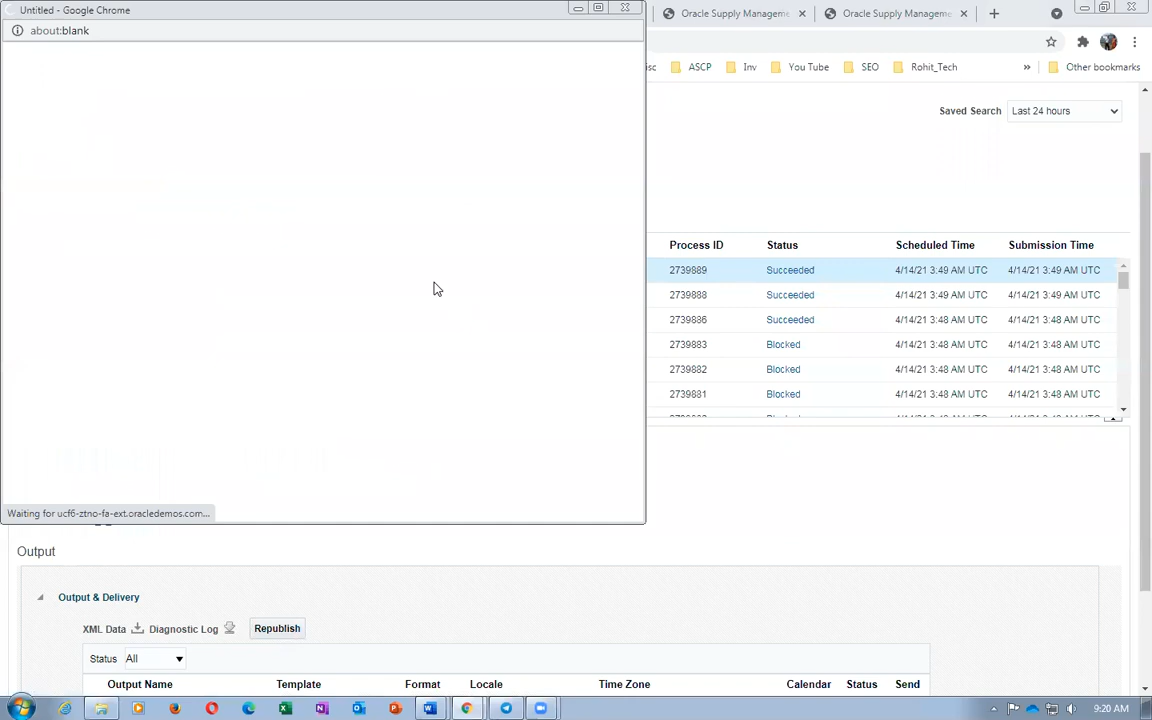 Untitled - Google Chrome
about:blank
Oracle Supply Manageme
Oracle Supply Manageme
isc
ASCP
Inv
You Tube
SEO
Rohit_Tech
»
Other bookmarks
Saved Search
Last 24 hours
Process ID
Status
Scheduled Time
Submission Time
2739889 Succeeded 4/14/21 3:49 AM UTC 4/14/21 3:49 AM UTC
2739888 Succeeded 4/14/21 3:49 AM UTC 4/14/21 3:49 AM UTC
2739886 Succeeded 4/14/21 3:48 AM UTC 4/14/21 3:48 AM UTC
2739883 Blocked 4/14/21 3:48 AM UTC 4/14/21 3:48 AM UTC
2739882 Blocked 4/14/21 3:48 AM UTC 4/14/21 3:48 AM UTC
2739881 Blocked 4/14/21 3:48 AM UTC 4/14/21 3:48 AM UTC
Waiting for ucf6-ztno-fa-ext.oracledemos.com...
Output
Output & Delivery
XML Data
Diagnostic Log
Republish
Status All
Output Name Template Format Locale Time Zone Calendar Status Send
9:20 AM